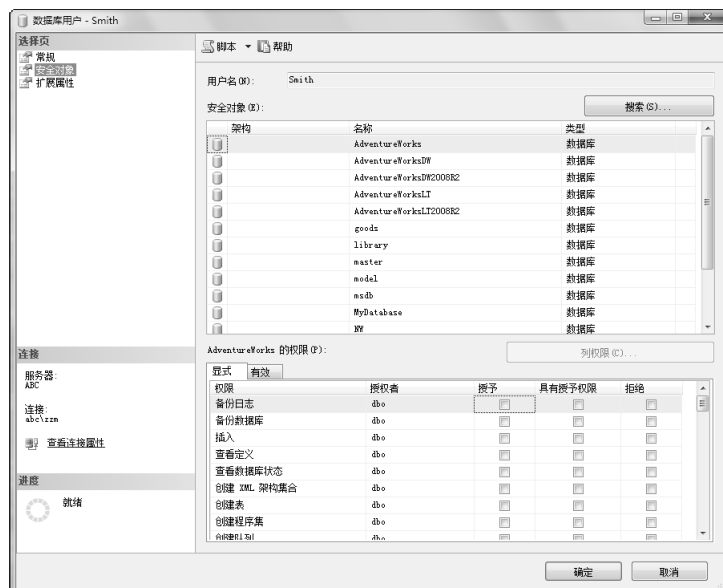 数据库用户 - Smith
选择页
常规
安全对象
扩展属性
脚本 帮助
用户名(N): Smith
安全对象(E): 搜索(S)...
架构 名称 类型
AdventureWorks 数据库
AdventureWorksDW 数据库
AdventureWorksDW2008R2 数据库
AdventureWorksLT 数据库
AdventureWorksLT2008R2 数据库
goods 数据库
library 数据库
master 数据库
model 数据库
msdb 数据库
MyDatabase 数据库
NW 数据库
AdventureWorks 的权限(P): 列权限(C)...
显式 有效
权限 授权者 授予 具有授予权限 拒绝
备份日志 dbo
备份数据库 dbo
插入 dbo
查看定义 dbo
查看数据库状态 dbo
创建 XML 架构集合 dbo
创建表 dbo
创建程序集 dbo
创建队列 dbo
连接
服务器:
ABC
连接:
abc\zzm
查看连接属性
进度
就绪
确定 取消